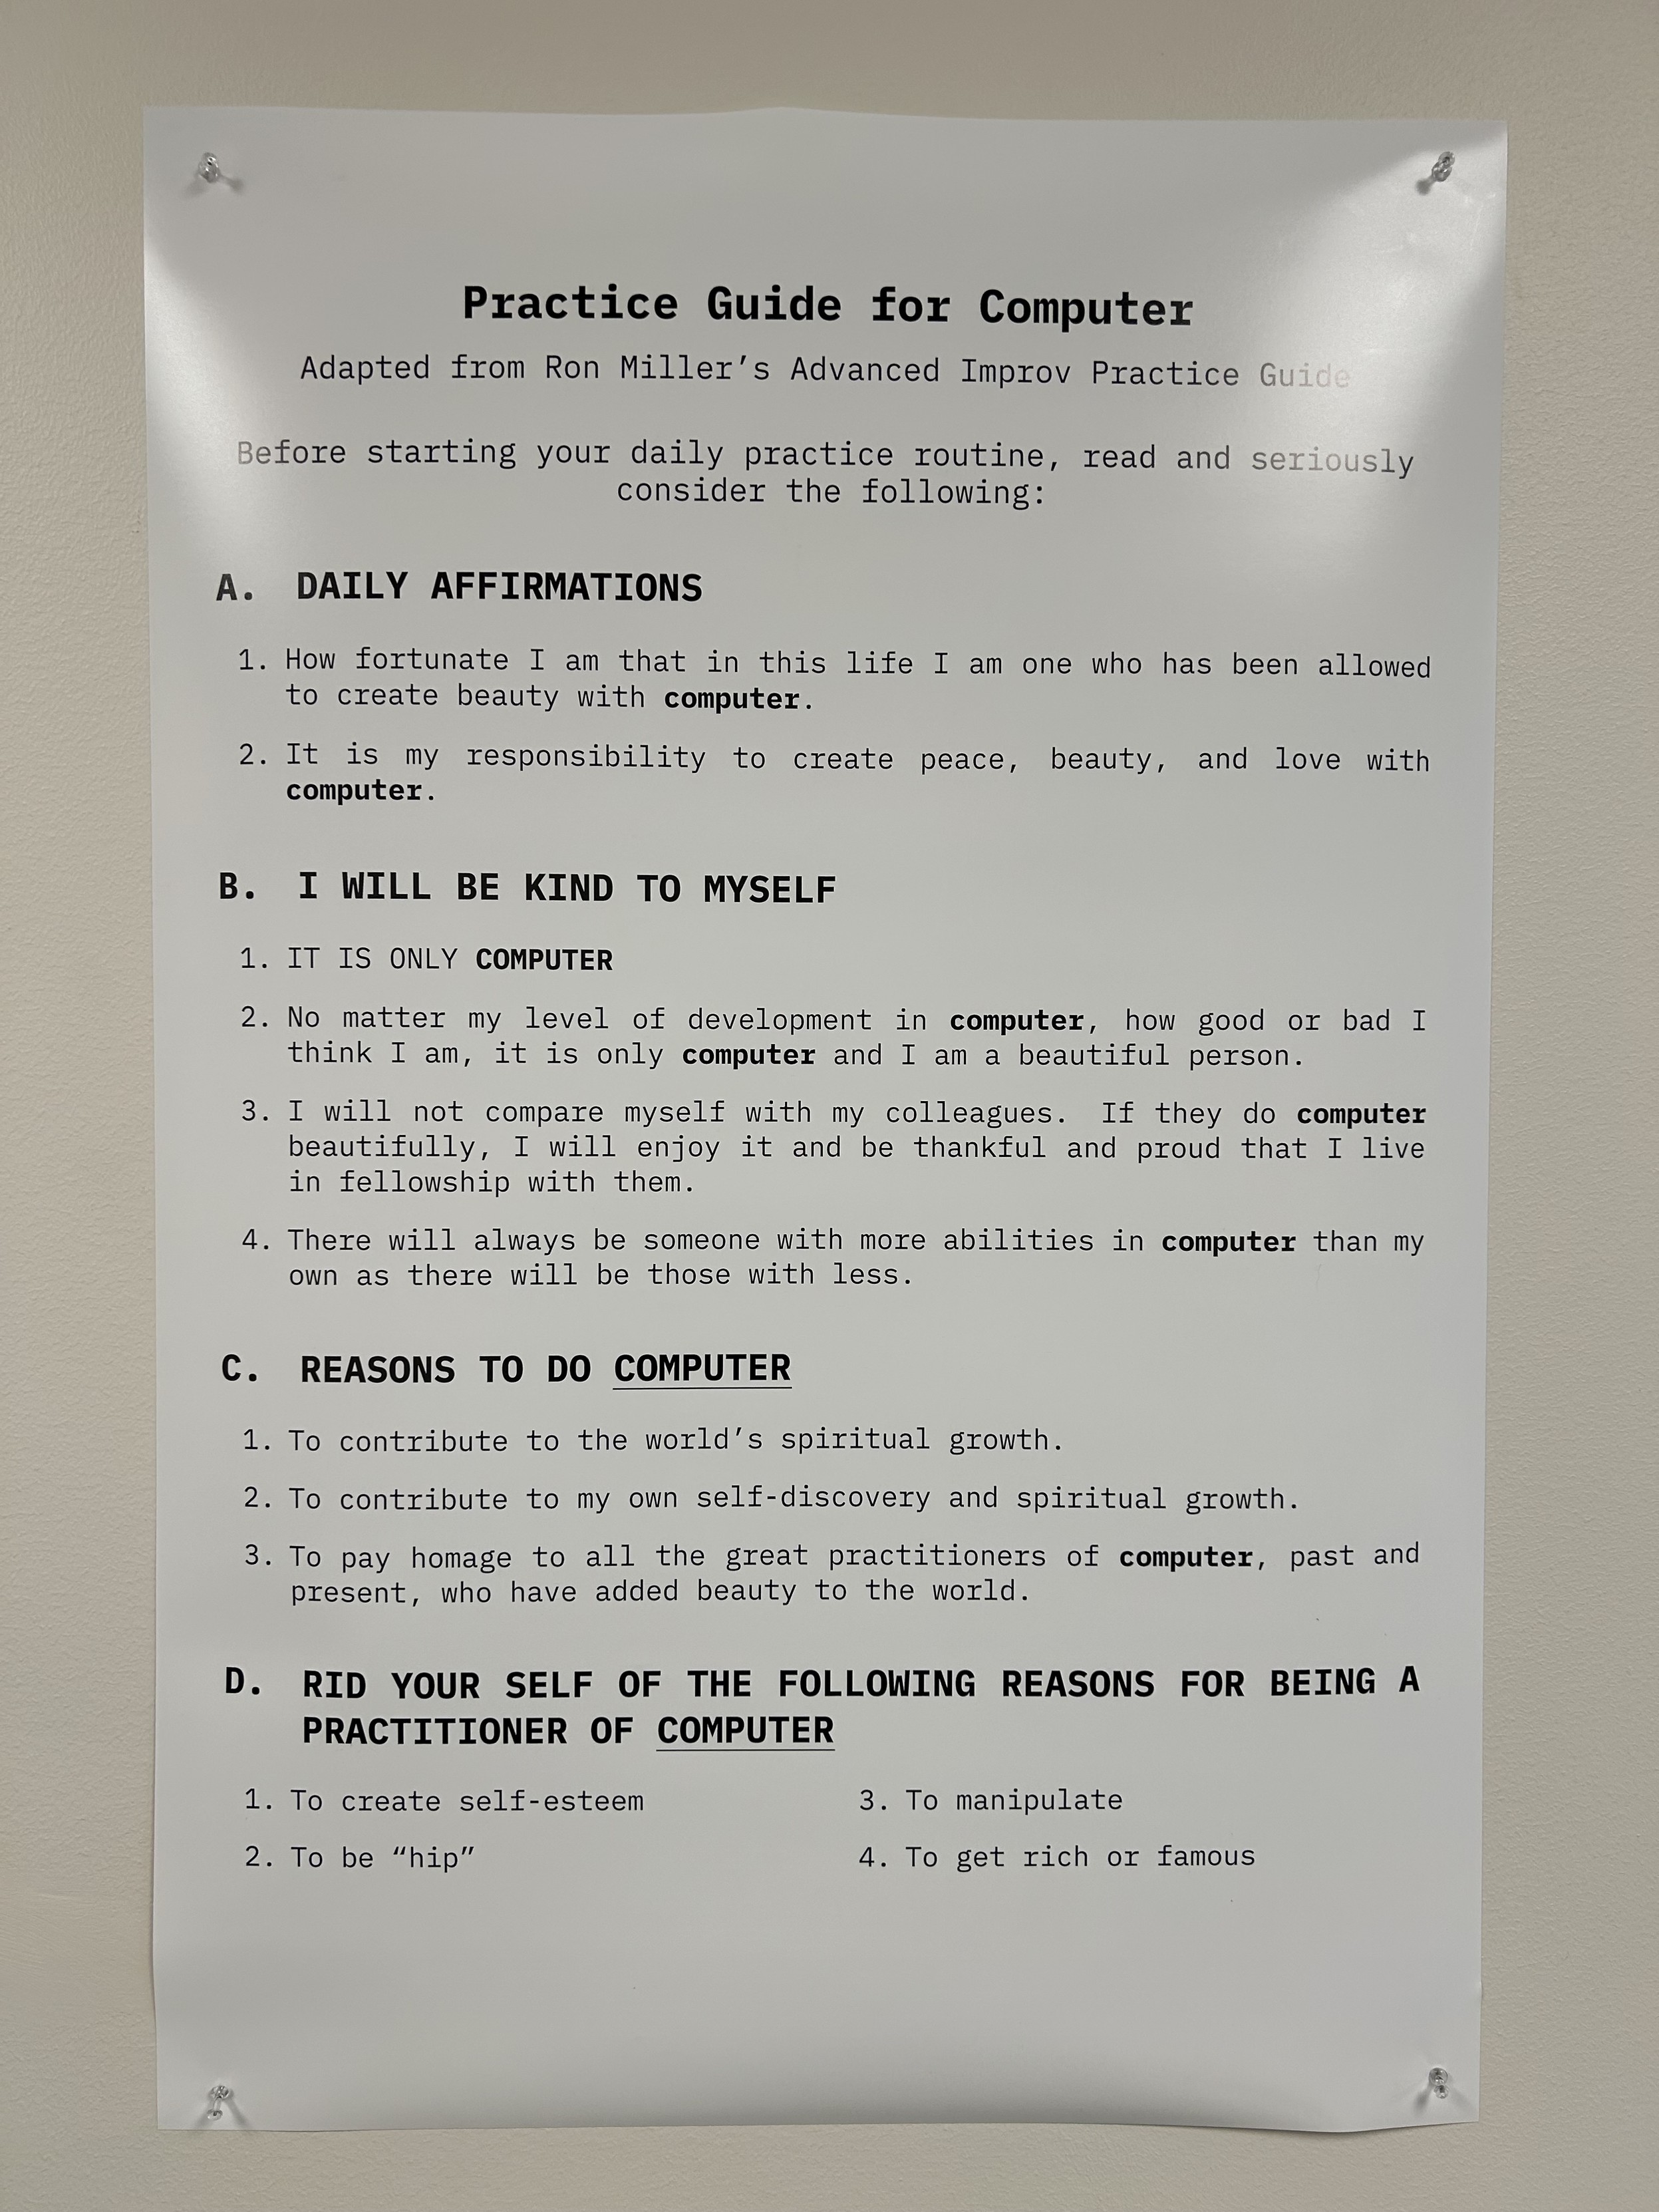 Practice Guide for Computer
Adapted from Ron Miller’s Advanced Improv Practice Guide
Before starting your daily practice routine, read and seriously
consider the following:
A. DAILY AFFIRMATIONS
1. How fortunate I am that in this life I am one who has been allowed
to create beauty with computer.
2. It is my responsibility to create peace, beauty, and love with
computer.
B. I WILL BE KIND TO MYSELF
1. IT IS ONLY COMPUTER
2. No matter my level of development in computer, how good or bad I
think I am, it is only computer and I am a beautiful person.
3. I will not compare myself with my colleagues. If they do computer
beautifully, I will enjoy it and be thankful and proud that I live
in fellowship with them.
4. There will always be someone with more abilities in computer than my
own as there will be those with less.
C. REASONS TO DO COMPUTER
1. To contribute to the world’s spiritual growth.
2. To contribute to my own self-discovery and spiritual growth.
3. To pay homage to all the great practitioners of computer, past and
present, who have added beauty to the world.
D. RID YOUR SELF OF THE FOLLOWING REASONS FOR BEING A
PRACTITIONER OF COMPUTER
1. To create self-esteem
2. To be “hip”
3. To manipulate
4. To get rich or famous